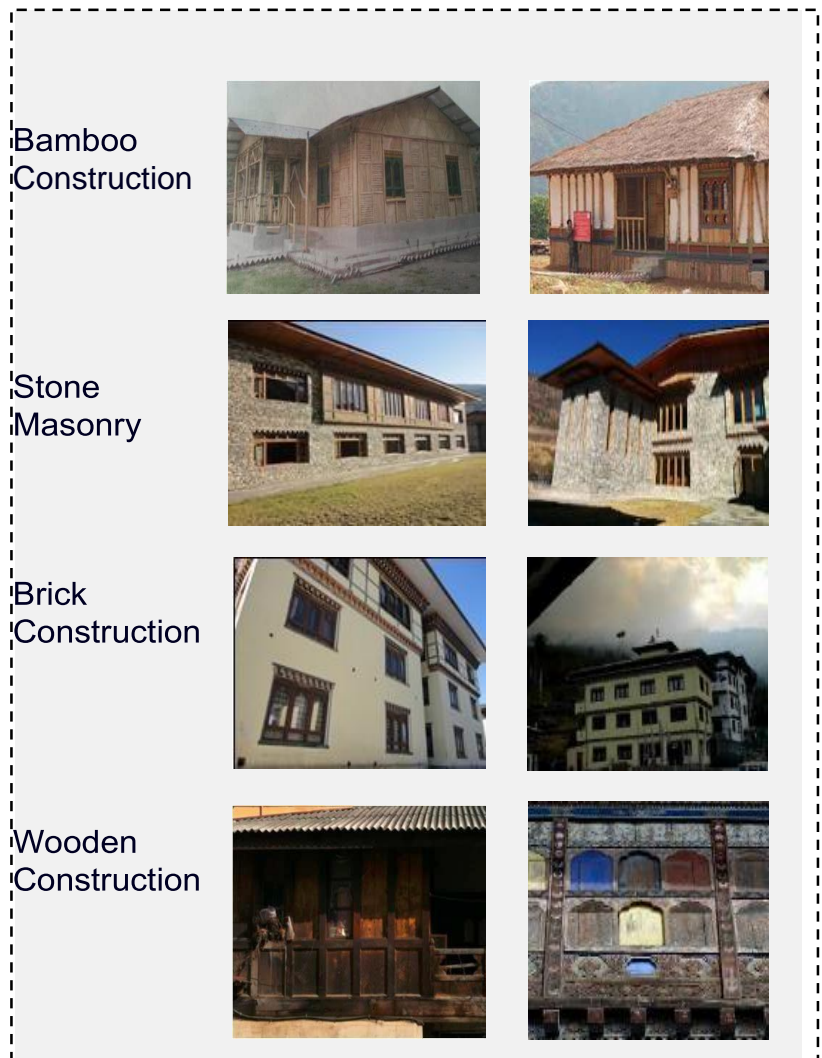 Bamboo
Construction
Stone
Masonry
Brick
Construction
Wooden
Construction